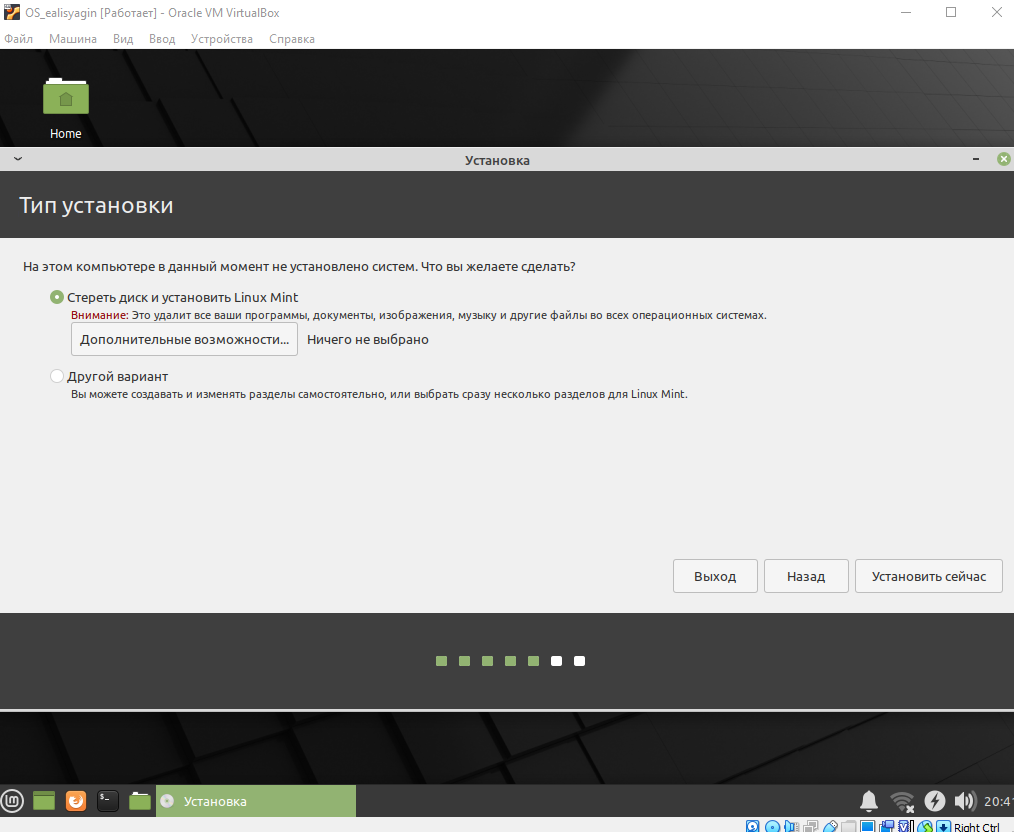 OS_ealisyagin [Работает] - Oracle VM VirtualBox
Файл Машина Вид Ввод Устройства Справка
Home
Установка
Тип установки
На этом компьютере в данный момент не установлено систем. Что вы желаете сделать?
Стереть диск и установить Linux Mint
Внимание: Это удалит все ваши программы, документы, изображения, музыку и другие файлы во всех операционных системах.
Дополнительные возможности... Ничего не выбрано
Другой вариант
Вы можете создавать и изменять разделы самостоятельно, или выбрать сразу несколько разделов для Linux Mint.
Выход Назад Установить сейчас
Установка 20:41
Right Ctrl